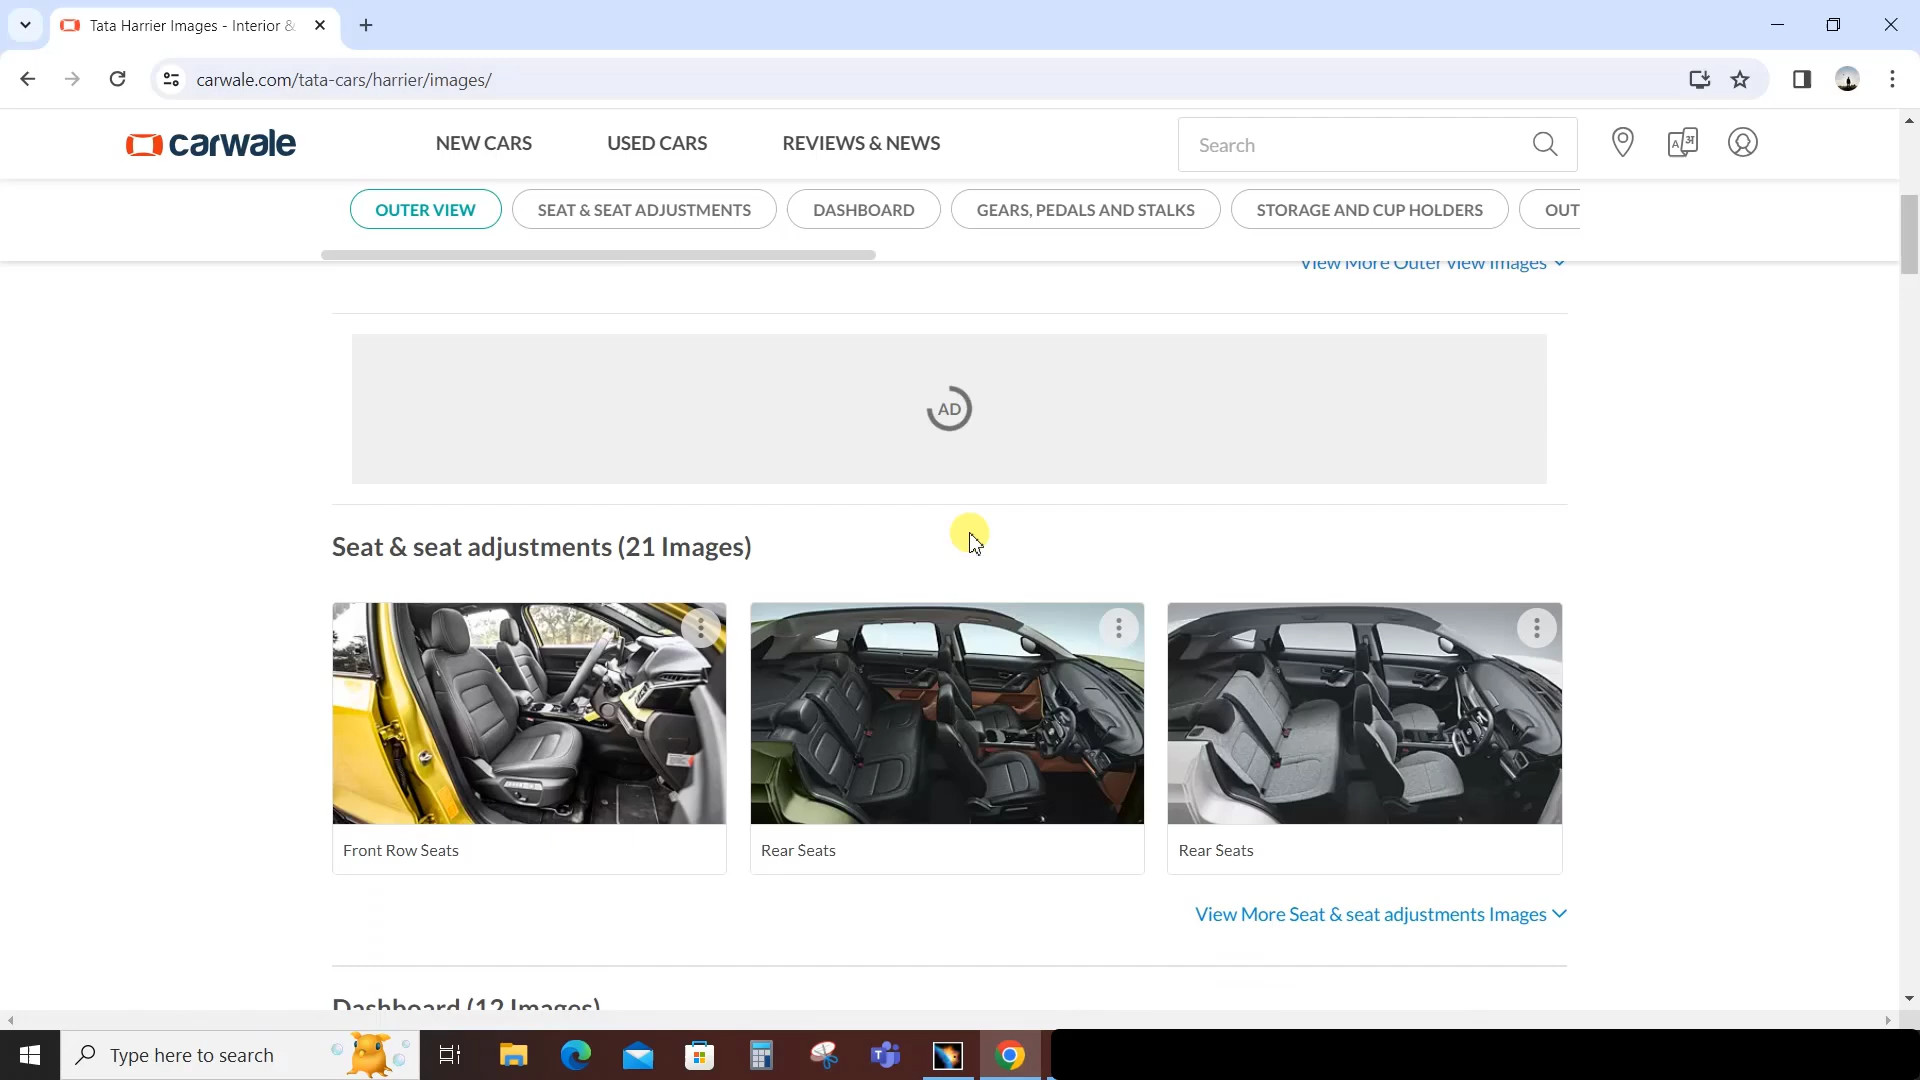 Tata Harrier Images - Interior &
carwale.com/tata-cars/harrier/images/
carwale
NEW CARS
USED CARS
REVIEWS & NEWS
Search
OUTER VIEW
SEAT & SEAT ADJUSTMENTS
DASHBOARD
GEARS, PEDALS AND STALKS
STORAGE AND CUP HOLDERS
OUT
View More Outer view Images
AD
Seat & seat adjustments (21 Images)
Front Row Seats
Rear Seats
Rear Seats
View More Seat & seat adjustments Images
Dashboard (12 Images)
Type here to search